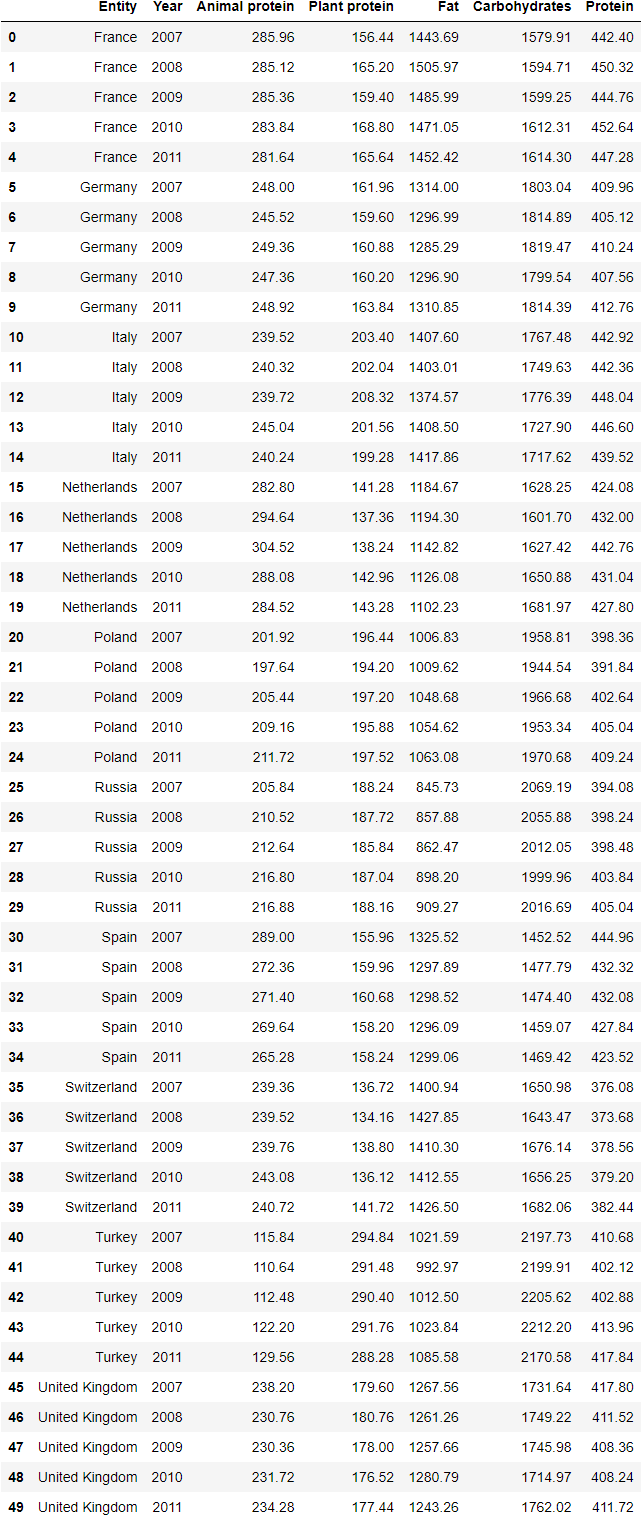 Entity Year Animal protein Plant protein Fat Carbohydrates Protein
0 France 2007 285.96 156.44 1443.69 1579.91 442.40
1 France 2008 285.12 165.20 1505.97 1594.71 450.32
2 France 2009 285.36 159.40 1485.99 1599.25 444.76
3 France 2010 283.84 168.80 1471.05 1612.31 452.64
4 France 2011 281.64 165.64 1452.42 1614.30 447.28
5 Germany 2007 248.00 161.96 1314.00 1803.04 409.96
6 Germany 2008 245.52 159.60 1296.99 1814.89 405.12
7 Germany 2009 249.36 160.88 1285.29 1819.47 410.24
8 Germany 2010 247.36 160.20 1296.90 1799.54 407.56
9 Germany 2011 248.92 163.84 1310.85 1814.39 412.76
10 Italy 2007 239.52 203.40 1407.60 1767.48 442.92
11 Italy 2008 240.32 202.04 1403.01 1749.63 442.36
12 Italy 2009 239.72 208.32 1374.57 1776.39 448.04
13 Italy 2010 245.04 201.56 1408.50 1727.90 446.60
14 Italy 2011 240.24 199.28 1417.86 1717.62 439.52
15 Netherlands 2007 282.80 141.28 1184.67 1628.25 424.08
16 Netherlands 2008 294.64 137.36 1194.30 1601.70 432.00
17 Netherlands 2009 304.52 138.24 1142.82 1627.42 442.76
18 Netherlands 2010 288.08 142.96 1126.08 1650.88 431.04
19 Netherlands 2011 284.52 143.28 1102.23 1681.97 427.80
20 Poland 2007 201.92 196.44 1006.83 1958.81 398.36
21 Poland 2008 197.64 194.20 1009.62 1944.54 391.84
22 Poland 2009 205.44 197.20 1048.68 1966.68 402.64
23 Poland 2010 209.16 195.88 1054.62 1953.34 405.04
24 Poland 2011 211.72 197.52 1063.08 1970.68 409.24
25 Russia 2007 205.84 188.24 845.73 2069.19 394.08
26 Russia 2008 210.52 187.72 857.88 2055.88 398.24
27 Russia 2009 212.64 185.84 862.47 2012.05 398.48
28 Russia 2010 216.80 187.04 898.20 1999.96 403.84
29 Russia 2011 216.88 188.16 909.27 2016.69 405.04
30 Spain 2007 289.00 155.96 1325.52 1452.52 444.96
31 Spain 2008 272.36 159.96 1297.89 1477.79 432.32
32 Spain 2009 271.40 160.68 1298.52 1474.40 432.08
33 Spain 2010 269.64 158.20 1296.09 1459.07 427.84
34 Spain 2011 265.28 158.24 1299.06 1469.42 423.52
35 Switzerland 2007 239.36 136.72 1400.94 1650.98 376.08
36 Switzerland 2008 239.52 134.16 1427.85 1643.47 373.68
37 Switzerland 2009 239.76 138.80 1410.30 1676.14 378.56
38 Switzerland 2010 243.08 136.12 1412.55 1656.25 379.20
39 Switzerland 2011 240.72 141.72 1426.50 1682.06 382.44
40 Turkey 2007 115.84 294.84 1021.59 2197.73 410.68
41 Turkey 2008 110.64 291.48 992.97 2199.91 402.12
42 Turkey 2009 112.48 290.40 1012.50 2205.62 402.88
43 Turkey 2010 122.20 291.76 1023.84 2212.20 413.96
44 Turkey 2011 129.56 288.28 1085.58 2170.58 417.84
45 United Kingdom 2007 238.20 179.60 1267.56 1731.64 417.80
46 United Kingdom 2008 230.76 180.76 1261.26 1749.22 411.52
47 United Kingdom 2009 230.36 178.00 1257.66 1745.98 408.36
48 United Kingdom 2010 231.72 176.52 1280.79 1714.97 408.24
49 United Kingdom 2011 234.28 177.44 1243.26 1762.02 411.72